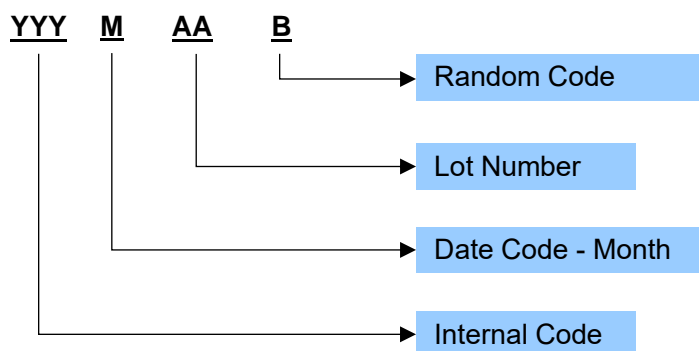 YYY M AA B
Random Code
Lot Number
Date Code - Month
Internal Code